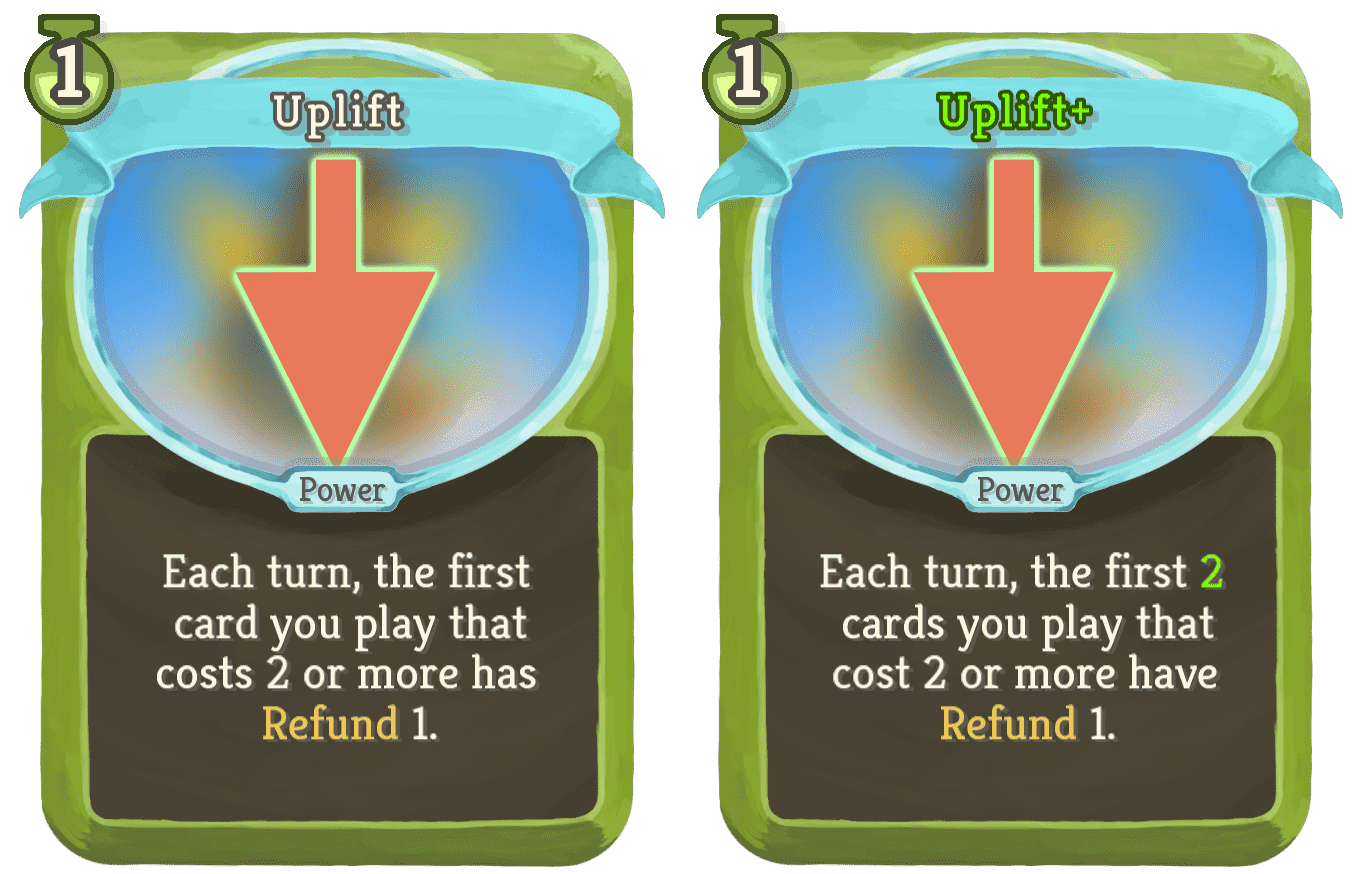 1
Uplift
Power
Each turn, the first
card you play that
costs 2 or more has
Refund 1.
1
Uplift+
Power
Each turn, the first 2
cards you play that
cost 2 or more have
Refund 1.